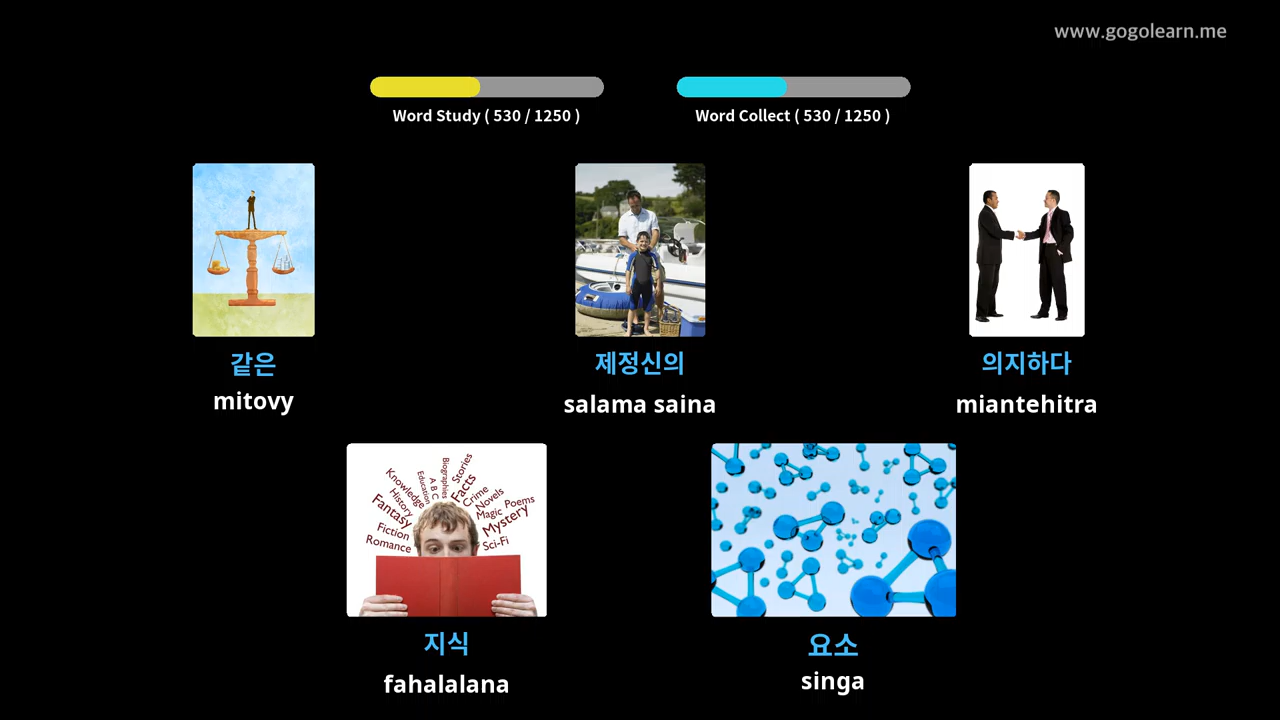 www.gogolearn.me
Word Study ( 530 / 1250 )
Word Collect ( 530 / 1250 )
같은
mitovy
제정신의
salama saina
의지하다
miantehitra
Knowledge
History
Fantasy
Fiction
Romance
Education
A B C
Biographies
Stories
Facts
Crime
Novels
Magic
Poems
Mystery
Sci-Fi
지식
fahalalana
요소
singa